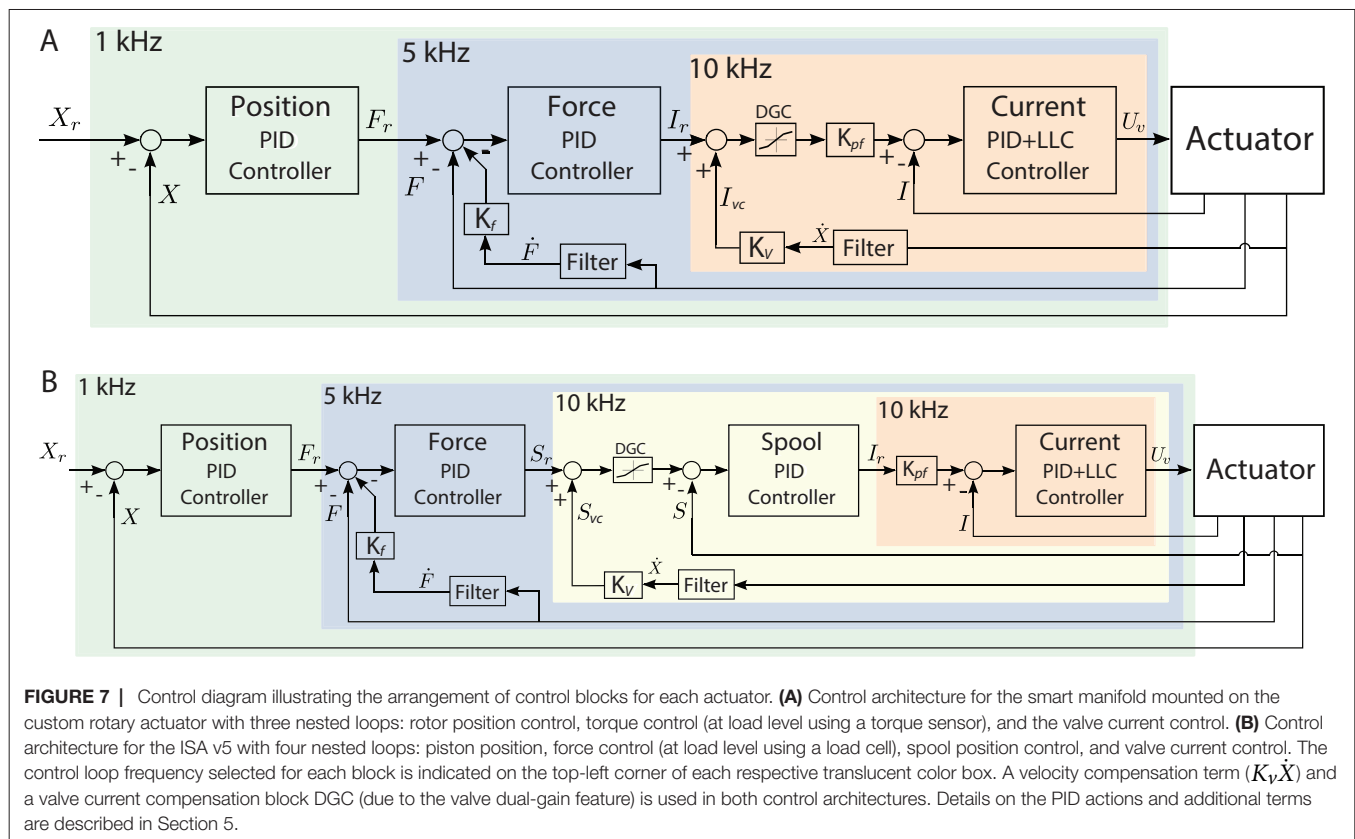 A
1 kHz
5 kHz
10 kHz
X_r
+
-
X
Position
PID
Controller
F_r
+
-
F
-
Force
PID
Controller
I_r
+
+
DGC
K_pf
+
-
I
Current
PID+LLC
Controller
U_v
Actuator
I_vc
K_f
Ḟ
Filter
K_V
Ẋ
Filter
B
1 kHz
5 kHz
10 kHz
10 kHz
X_r
+
-
X
Position
PID
Controller
F_r
+
-
F
-
Force
PID
Controller
S_r
+
+
DGC
+
-
S
Spool
PID
Controller
I_r
K_pf
+
-
I
Current
PID+LLC
Controller
U_v
Actuator
S_vc
K_f
Ḟ
Filter
K_V
Ẋ
Filter
FIGURE 7 | Control diagram illustrating the arrangement of control blocks for each actuator. (A) Control architecture for the smart manifold mounted on the
custom rotary actuator with three nested loops: rotor position control, torque control (at load level using a torque sensor), and the valve current control. (B) Control
architecture for the ISA v5 with four nested loops: piston position, force control (at load level using a load cell), spool position control, and valve current control. The
control loop frequency selected for each block is indicated on the top-left corner of each respective translucent color box. A velocity compensation term (K_vẊ) and
a valve current compensation block DGC (due to the valve dual-gain feature) is used in both control architectures. Details on the PID actions and additional terms
are described in Section 5.